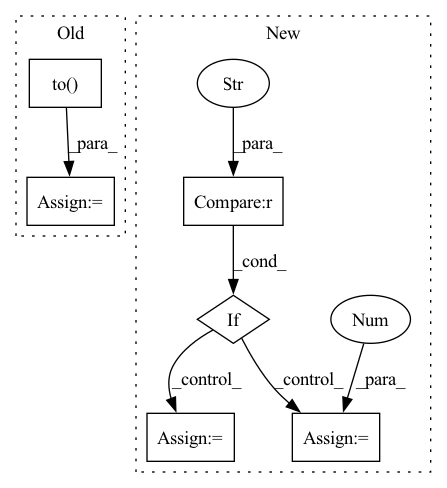 Old
New
to()
Str
_para_
_para_
Assign:=
Compare:r
_cond_
If
Num
_control_
_control_
_para_
Assign:=
Assign:=